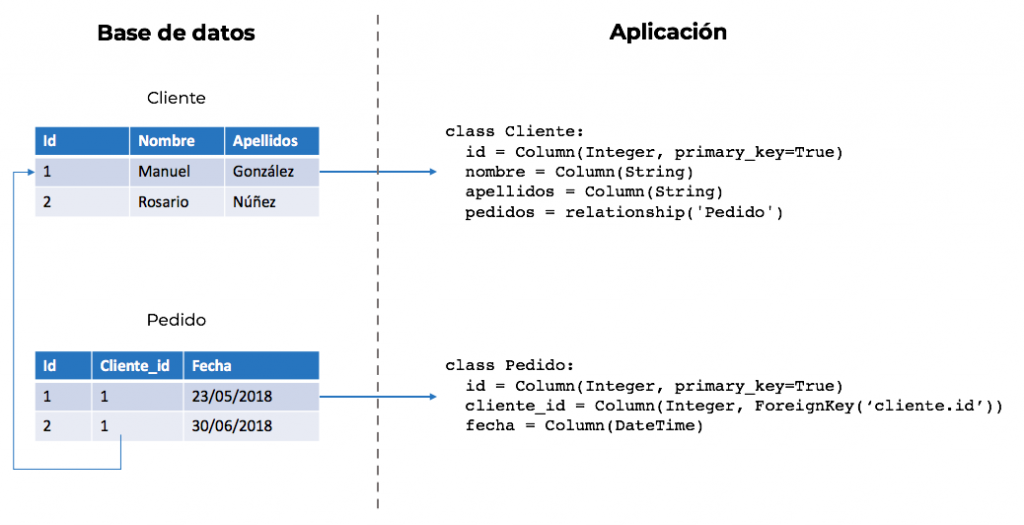 Base de datos
Aplicación
Cliente
Id Nombre Apellidos
1 Manuel González
2 Rosario Núñez
class Cliente:
  id = Column(Integer, primary_key=True)
  nombre = Column(String)
  apellidos = Column(String)
  pedidos = relationship('Pedido')
Pedido
Id Cliente_id Fecha
1 1 23/05/2018
2 1 30/06/2018
class Pedido:
  id = Column(Integer, primary_key=True)
  cliente_id = Column(Integer, ForeignKey(‘cliente.id’))
  fecha = Column(DateTime)